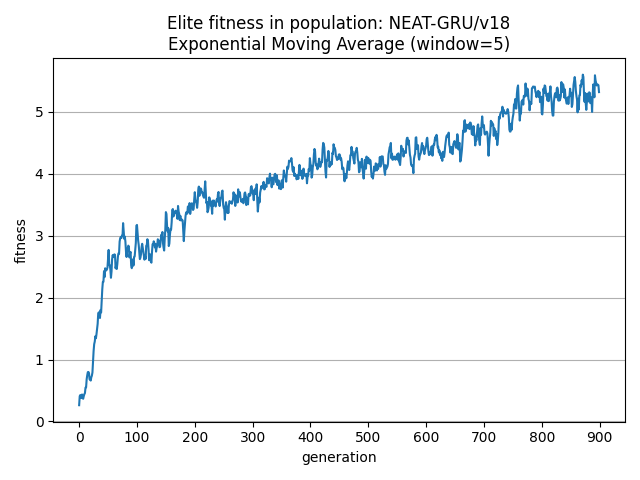 Elite fitness in population: NEAT-GRU/v18
Exponential Moving Average (window=5)
fitness
5
4
3
2
1
0
0 100 200 300 400 500 600 700 800 900
generation